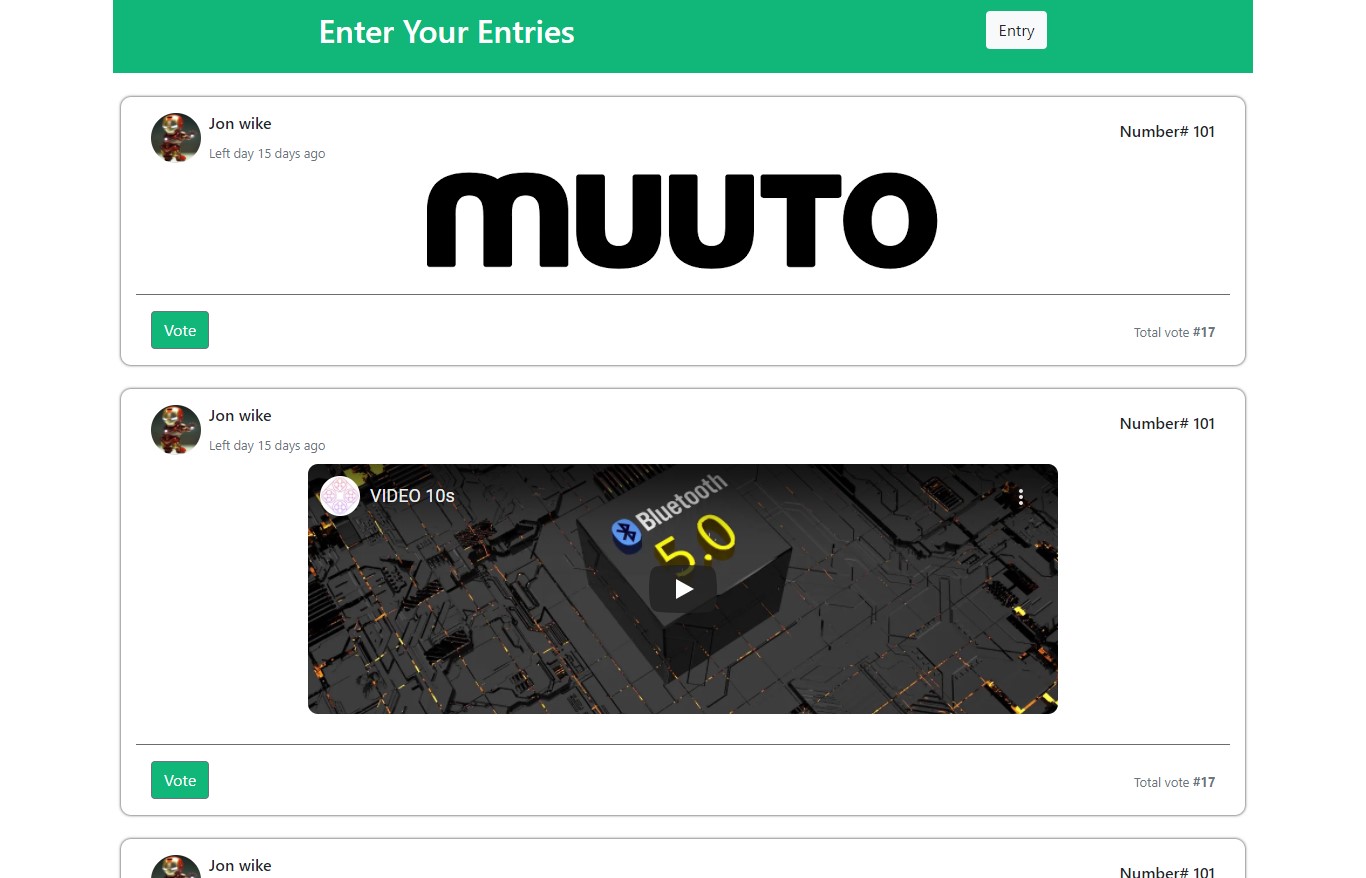 Enter Your Entries
Entry
Jon wike
Number# 101
Left day 15 days ago
MUUTO
Vote
Total vote #17
Jon wike
Number# 101
Left day 15 days ago
VIDEO 10s
Bluetooth
5.0
Vote
Total vote #17
Jon wike
Number# 101